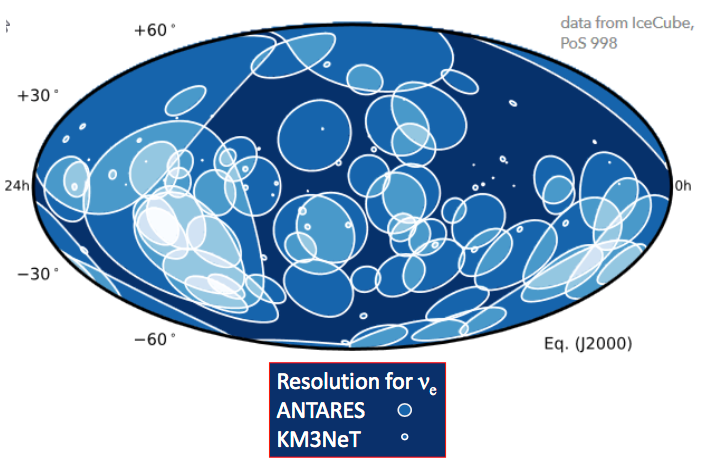 data from IceCube,
PoS 998
+60°
+30°
24h
0h
−30°
−60°
Eq. (J2000)
Resolution for νe
ANTARES
KM3NeT